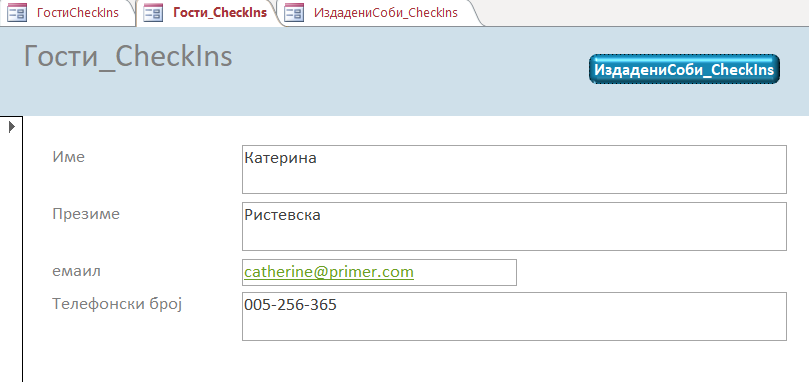 ГостиCheckIns Гости_CheckIns ИздадениСоби_CheckIns
Гости_CheckIns
ИздадениСоби_CheckIns
Име Катерина
Презиме Ристевска
емаил catherine@primer.com
Телефонски број 005-256-365